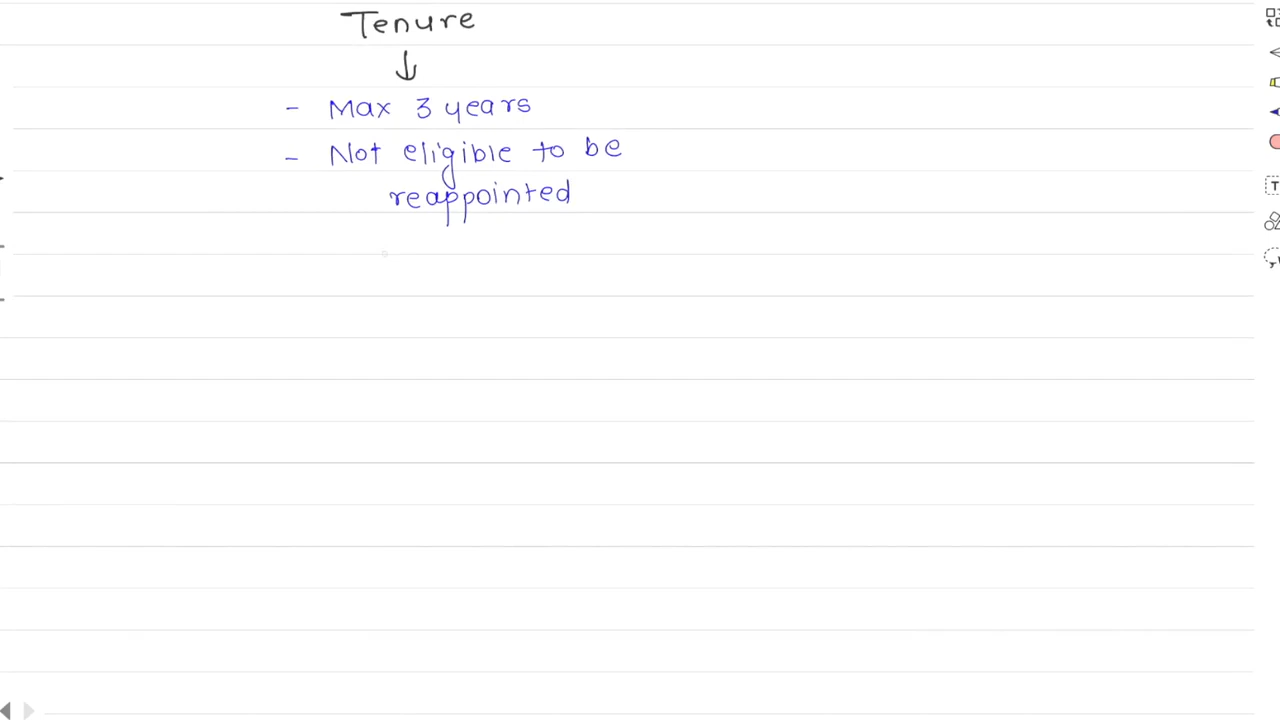 Tenure
↓
- Max 3 years
- Not eligible to be
reappointed